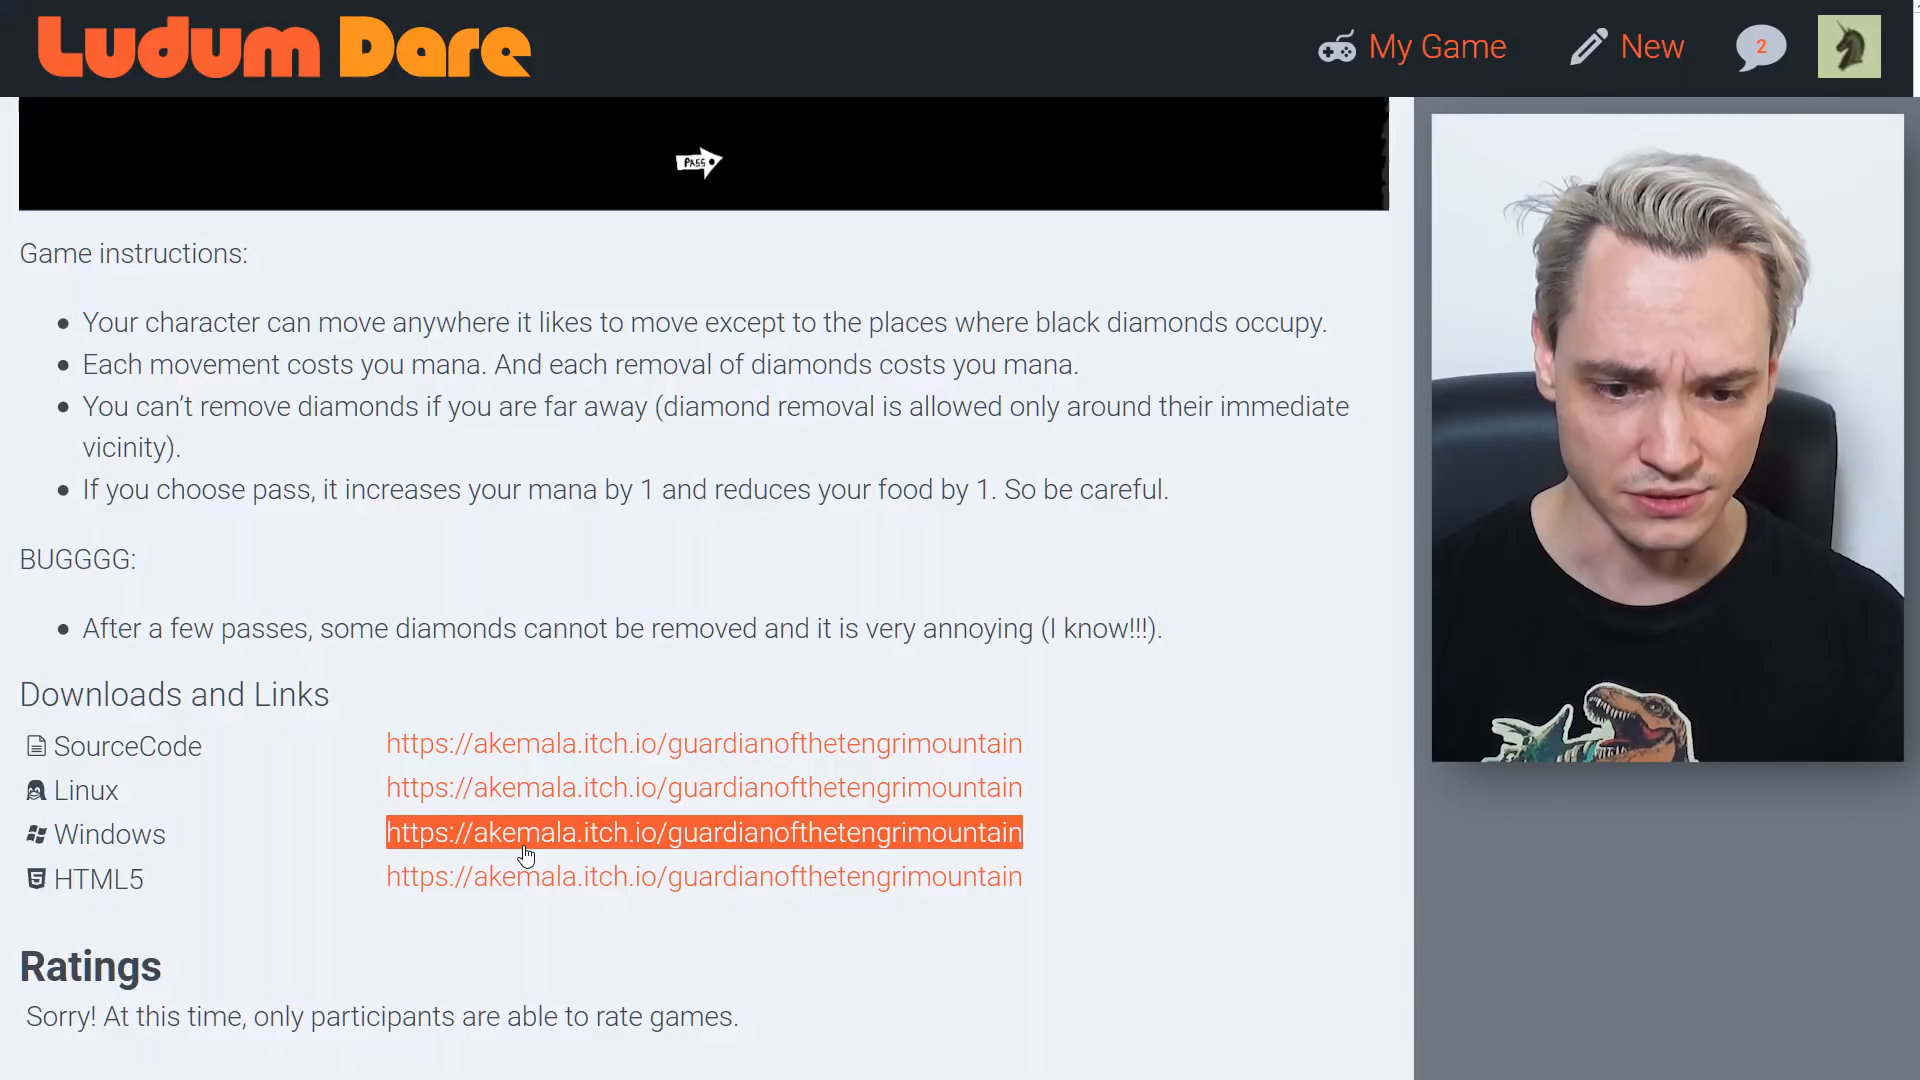 Ludum Dare
My Game
New
2
PASS
Game instructions:
Your character can move anywhere it likes to move except to the places where black diamonds occupy.
Each movement costs you mana. And each removal of diamonds costs you mana.
You can’t remove diamonds if you are far away (diamond removal is allowed only around their immediate
vicinity).
If you choose pass, it increases your mana by 1 and reduces your food by 1. So be careful.
BUGGGG:
After a few passes, some diamonds cannot be removed and it is very annoying (I know!!!).
Downloads and Links
SourceCode https://akemala.itch.io/guardianofthetengrimountain
Linux https://akemala.itch.io/guardianofthetengrimountain
Windows https://akemala.itch.io/guardianofthetengrimountain
HTML5 https://akemala.itch.io/guardianofthetengrimountain
Ratings
Sorry! At this time, only participants are able to rate games.